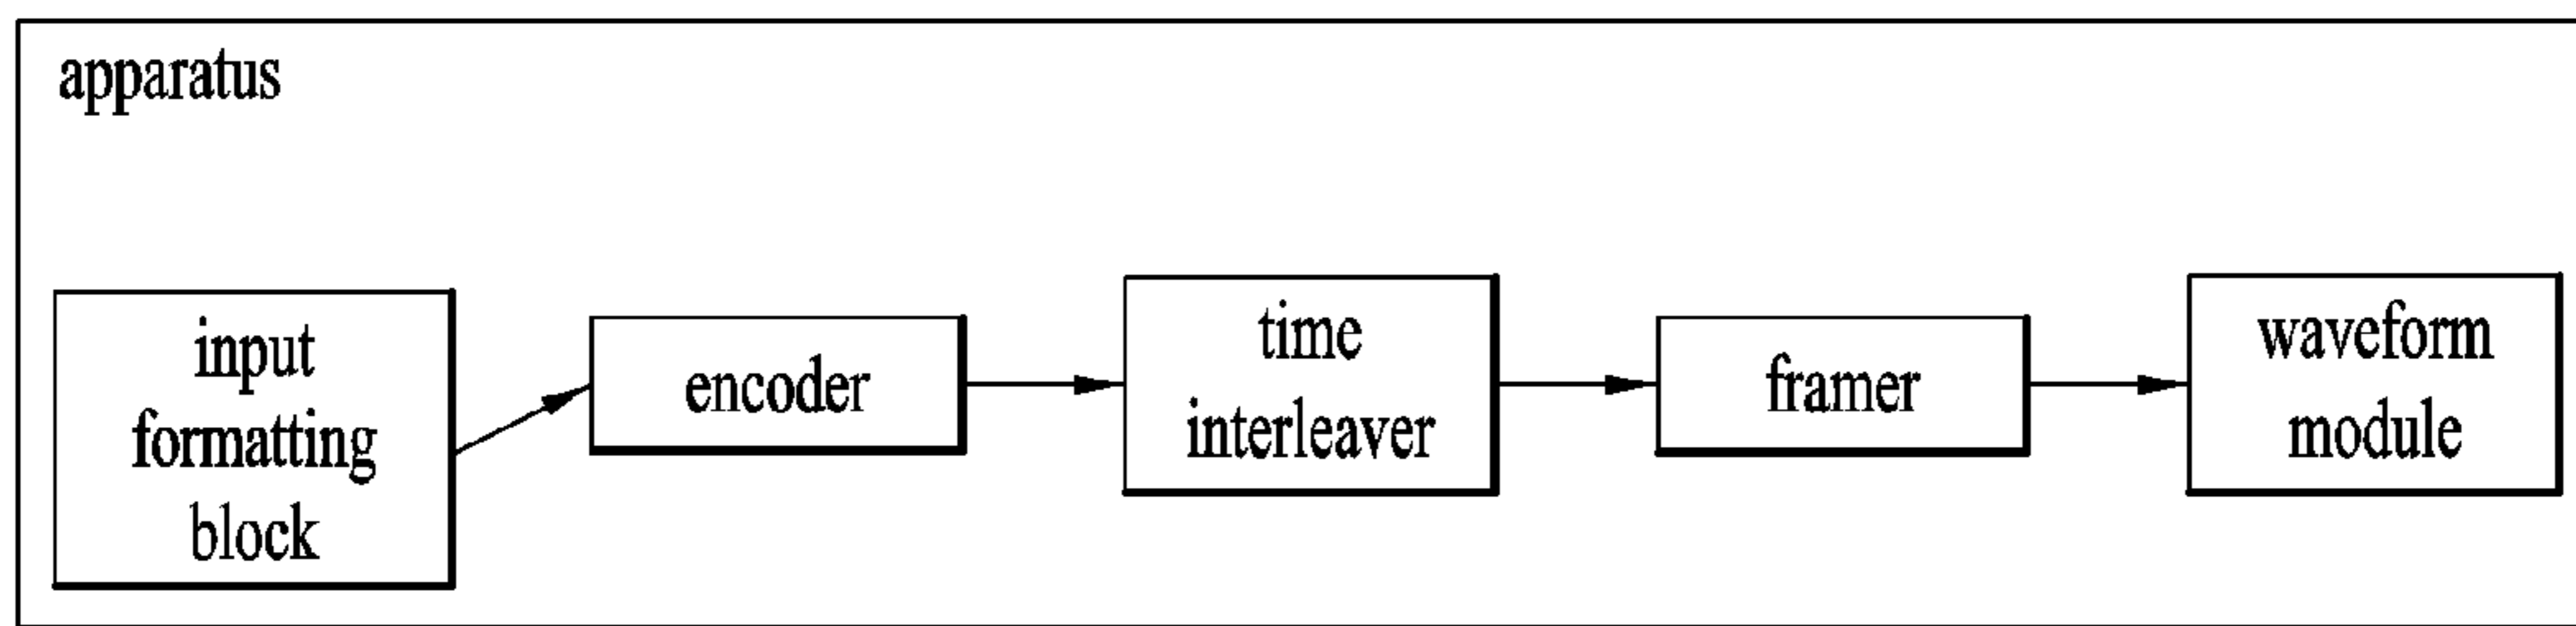 apparatus
input
formatting
block
encoder
time
interleaver
framer
waveform
module